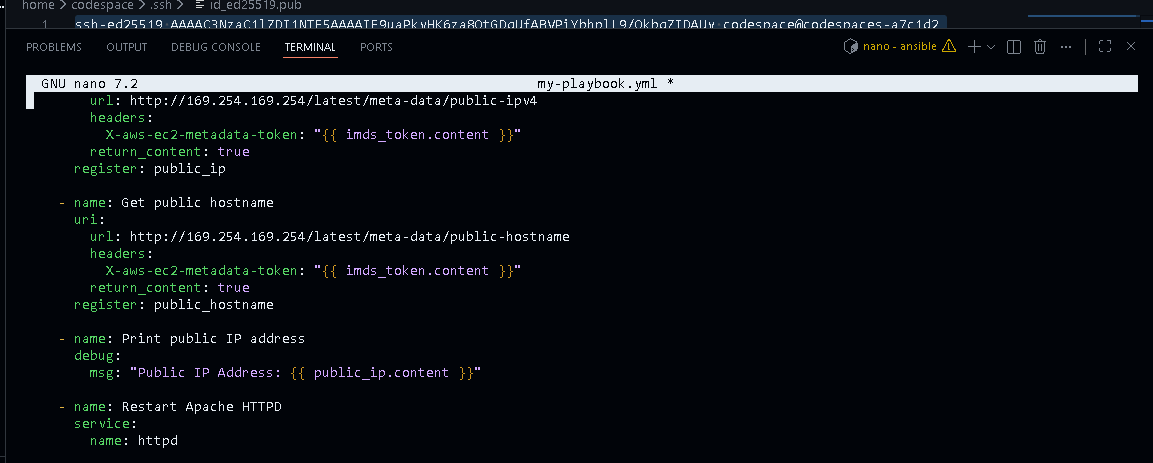 home > codespace > .ssh > id_ed25519.pub
1 codespace@codespaces-a7c1d2
PROBLEMS OUTPUT DEBUG CONSOLE TERMINAL PORTS nano - ansible
GNU nano 7.2 my-playbook.yml *
url: http://169.254.169.254/latest/meta-data/public-ipv4
headers:
X-aws-ec2-metadata-token: "{{ imds_token.content }}"
return_content: true
register: public_ip
- name: Get public hostname
uri:
url: http://169.254.169.254/latest/meta-data/public-hostname
headers:
X-aws-ec2-metadata-token: "{{ imds_token.content }}"
return_content: true
register: public_hostname
- name: Print public IP address
debug:
msg: "Public IP Address: {{ public_ip.content }}"
- name: Restart Apache HTTPD
service:
name: httpd